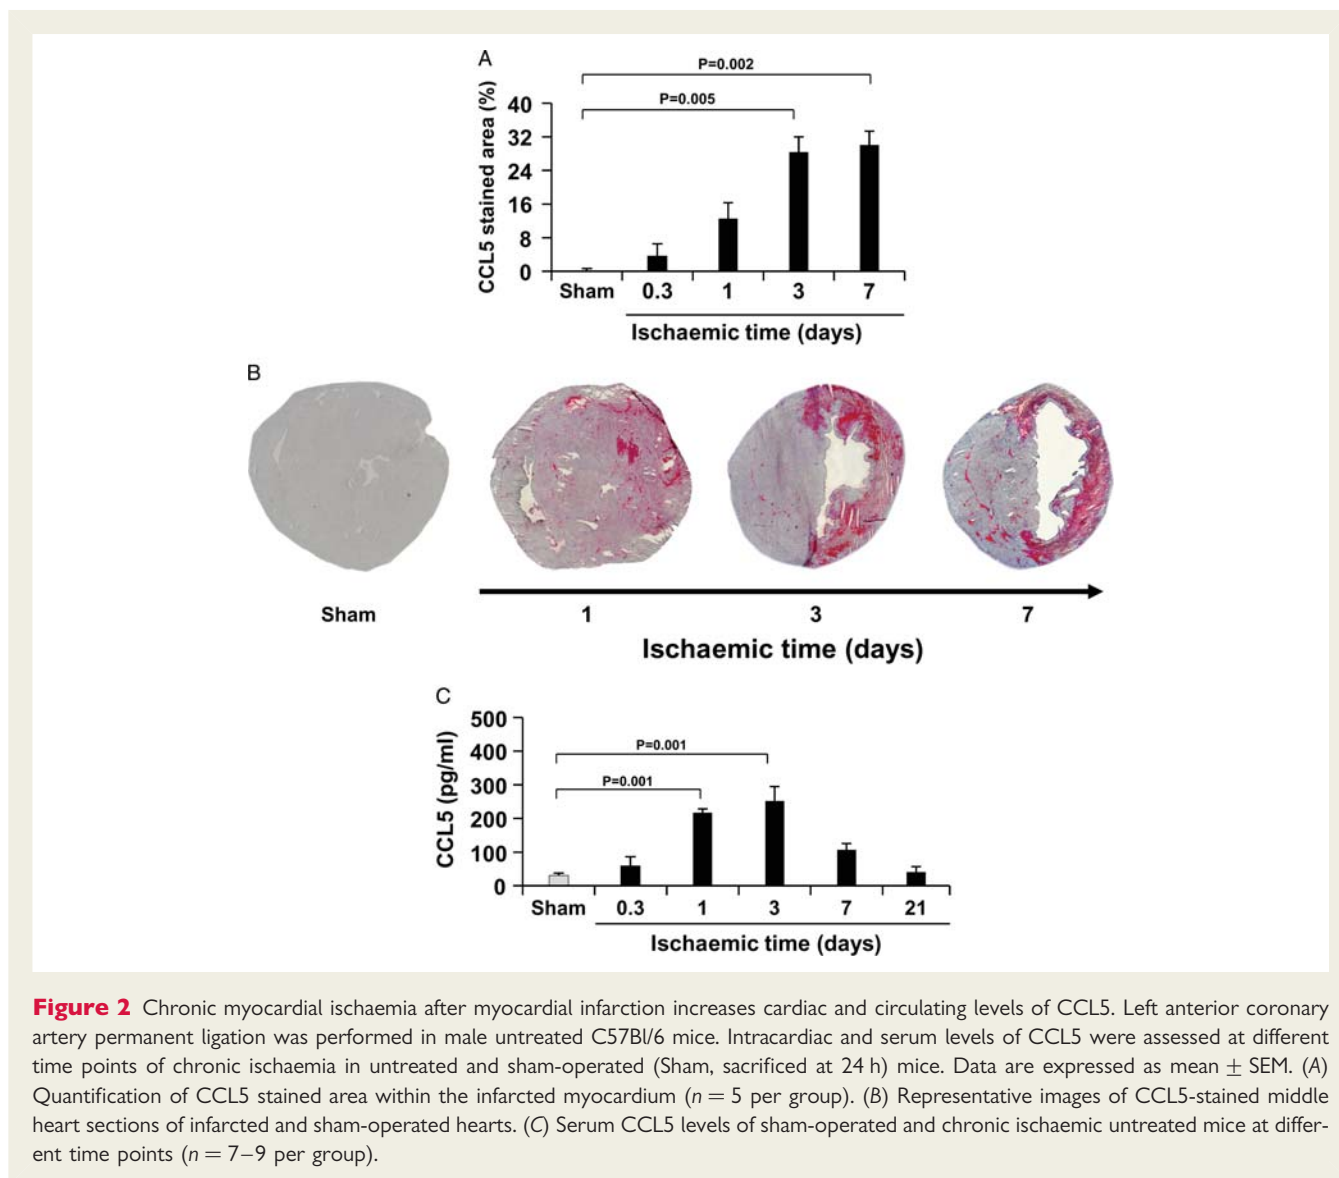 A
P=0.002
P=0.005
CCL5 stained area (%)
40
32
24
16
8
0
Sham 0.3 1 3 7
Ischaemic time (days)
B
Sham 1 3 7
Ischaemic time (days)
C
CCL5 (pg/ml)
500
400
300
200
100
0
P=0.001
P=0.001
Sham 0.3 1 3 7 21
Ischaemic time (days)
Figure 2 Chronic myocardial ischaemia after myocardial infarction increases cardiac and circulating levels of CCL5. Left anterior coronary
artery permanent ligation was performed in male untreated C57Bl/6 mice. Intracardiac and serum levels of CCL5 were assessed at different
time points of chronic ischaemia in untreated and sham-operated (Sham, sacrificed at 24 h) mice. Data are expressed as mean ± SEM. (A)
Quantification of CCL5 stained area within the infarcted myocardium (n = 5 per group). (B) Representative images of CCL5-stained middle
heart sections of infarcted and sham-operated hearts. (C) Serum CCL5 levels of sham-operated and chronic ischaemic untreated mice at differ-
ent time points (n = 7–9 per group).